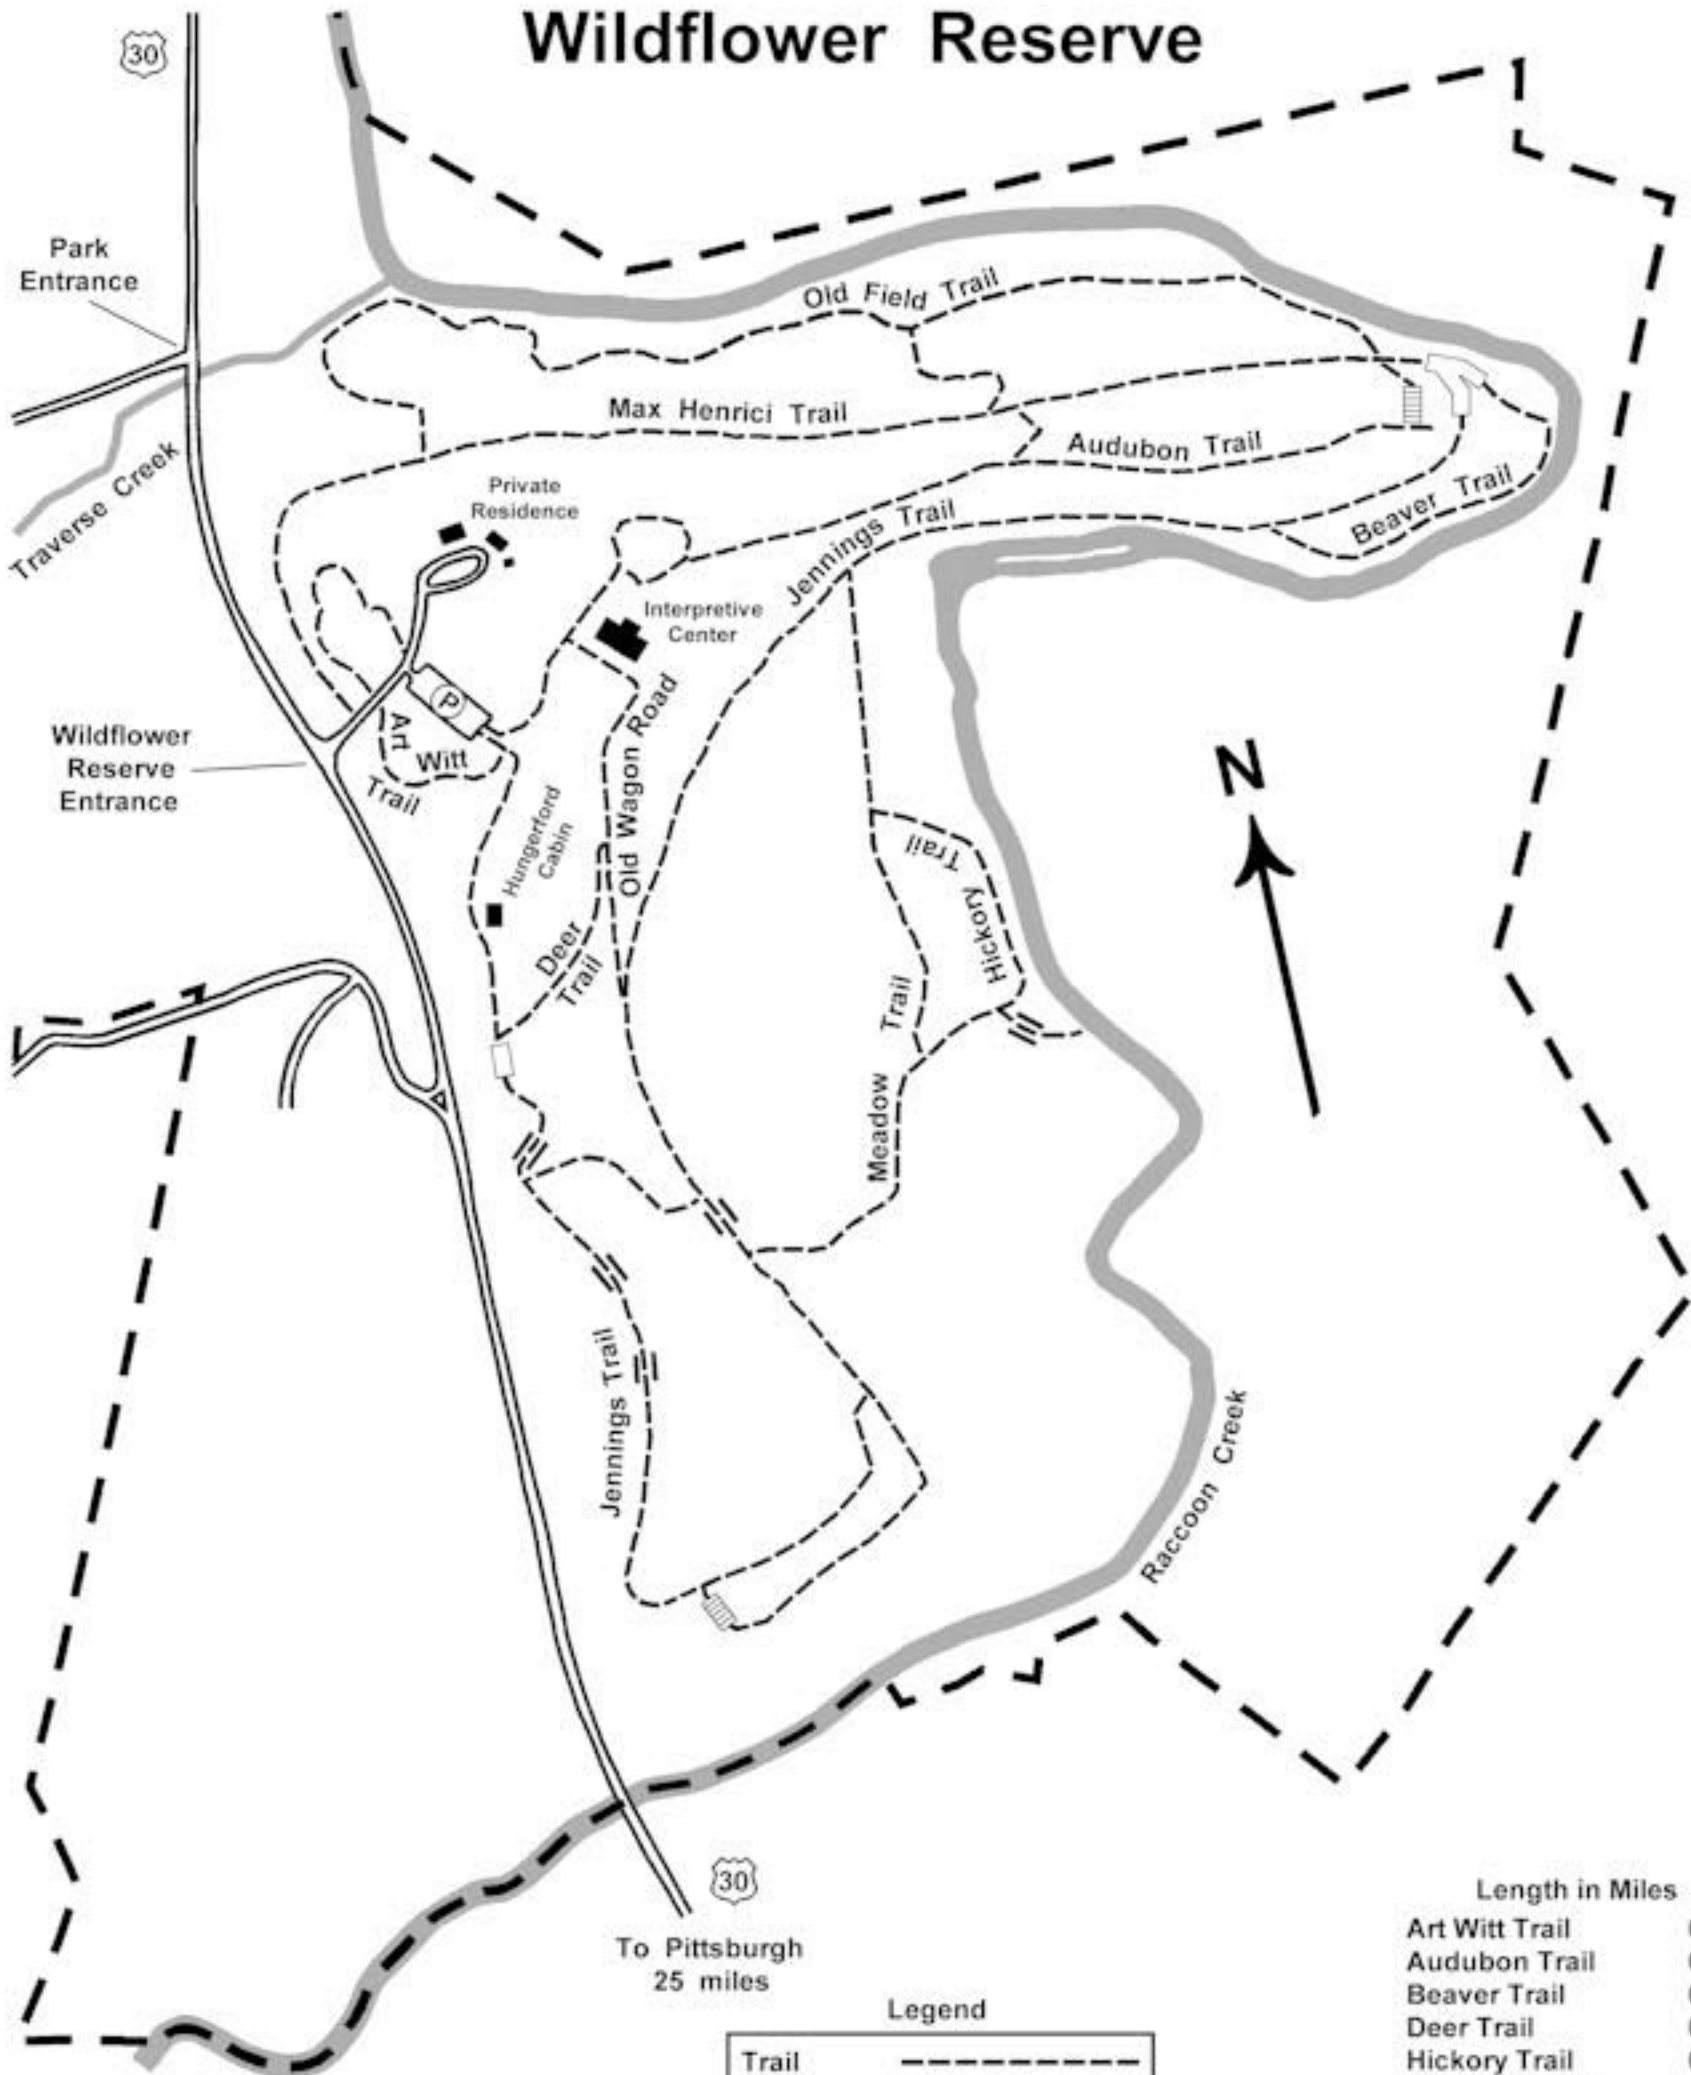 Wildflower Reserve
30
Park
Entrance
Traverse Creek
Old Field Trail
Max Henrici Trail
Audubon Trail
Beaver Trail
Private
Residence
Jennings Trail
Interpretive
Center
P
Art
Witt
Trail
Wildflower
Reserve
Entrance
Old Wagon Road
Hungerford
Cabin
Deer
Trail
N
Hickory
Trail
Meadow
Trail
Jennings Trail
Raccoon Creek
30
To Pittsburgh
25 miles
Legend
Trail
Length in Miles
Art Witt Trail
Audubon Trail
Beaver Trail
Deer Trail
Hickory Trail